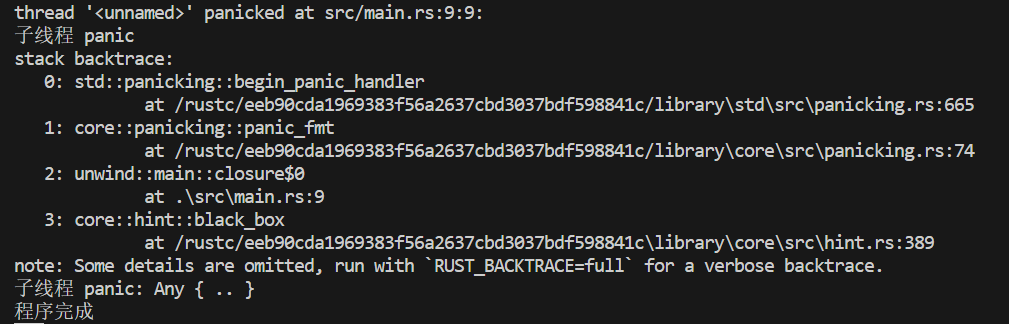 thread '<unnamed>' panicked at src/main.rs:9:9:
子线程 panic
stack backtrace:
   0: std::panicking::begin_panic_handler
             at /rustc/eeb90cda1969383f56a2637cbd3037bdf598841c/library\std\src\panicking.rs:665
   1: core::panicking::panic_fmt
             at /rustc/eeb90cda1969383f56a2637cbd3037bdf598841c/library\core\src\panicking.rs:74
   2: unwind::main::closure$0
             at .\src\main.rs:9
   3: core::hint::black_box
             at /rustc/eeb90cda1969383f56a2637cbd3037bdf598841c\library\core\src\hint.rs:389
note: Some details are omitted, run with `RUST_BACKTRACE=full` for a verbose backtrace.
子线程 panic: Any { .. }
程序完成